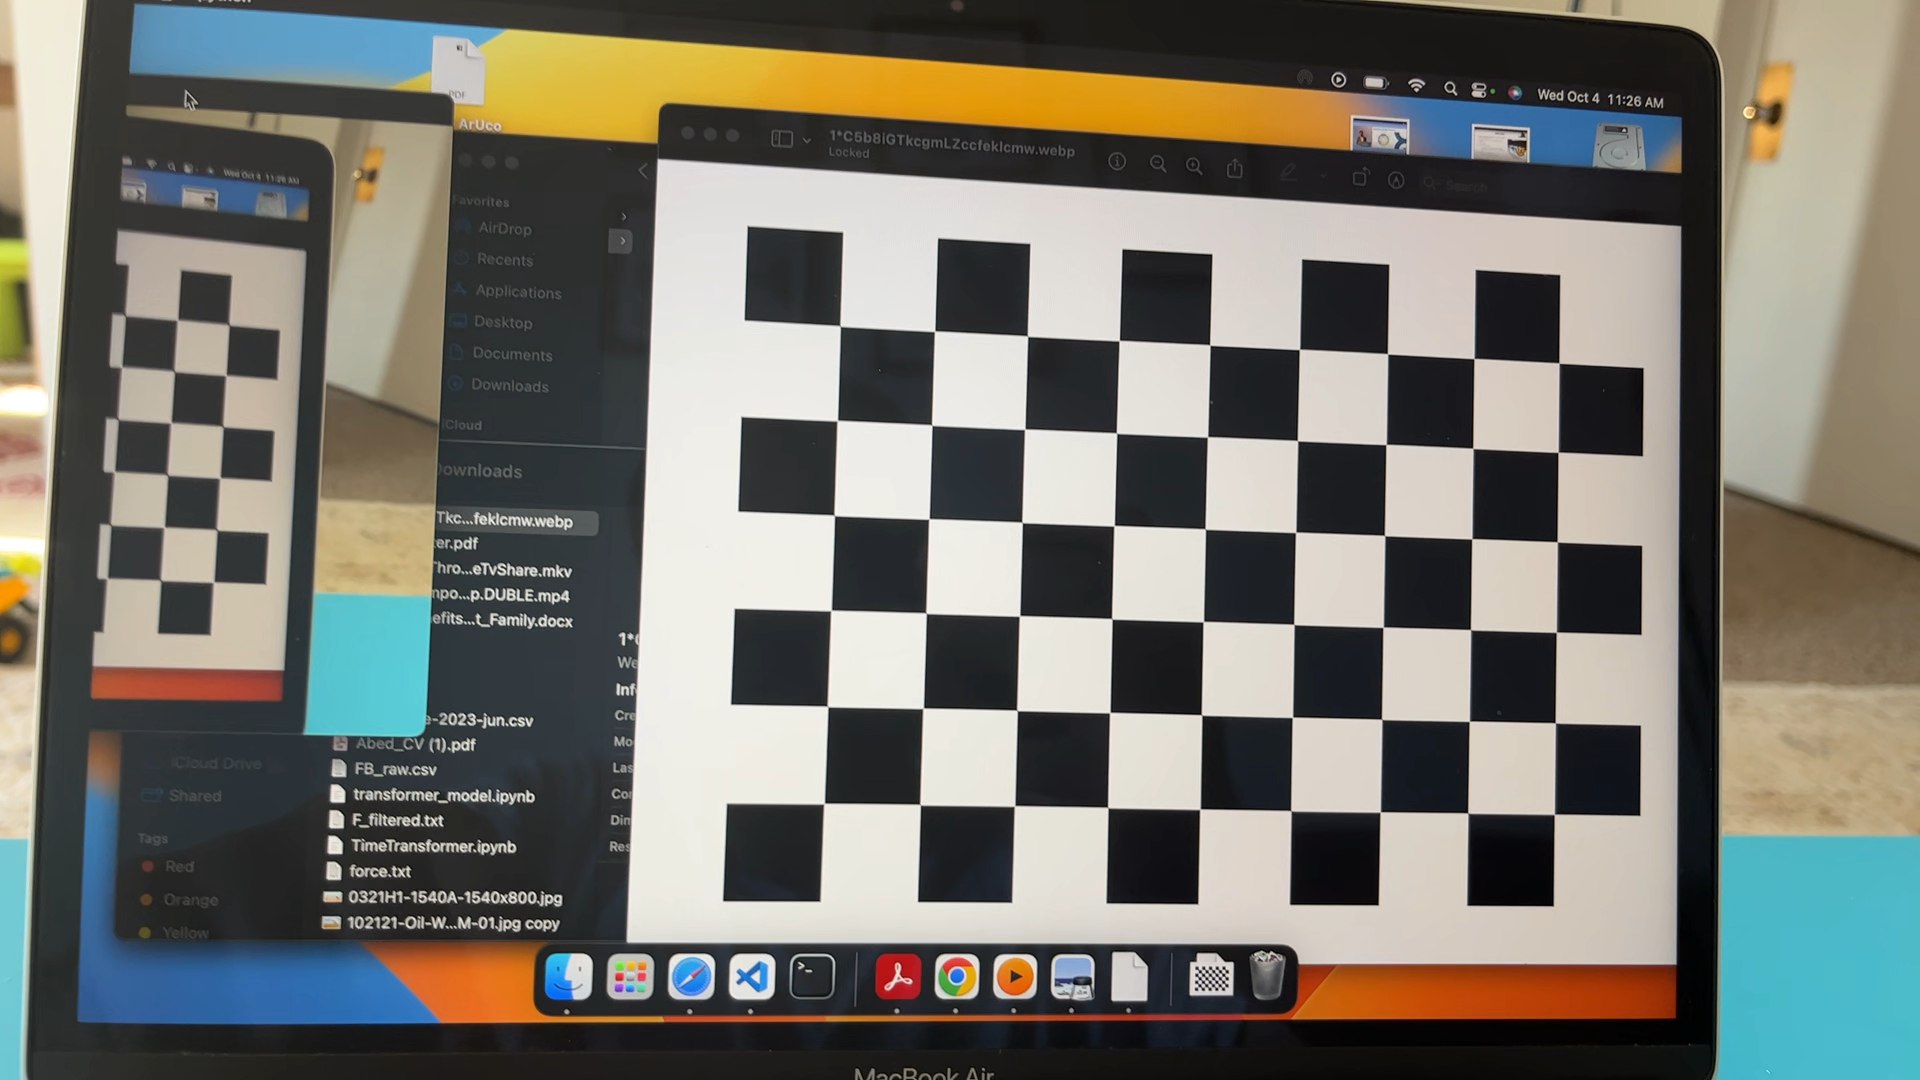 Wed Oct 4 11:26 AM
PDF
ArUco
1*C5b8iGTkcgmLZccfeklcmw.webp
Locked
Search
Wed Oct 4 11:26 AM
Favorites
AirDrop
Recents
Applications
Desktop
Documents
Downloads
iCloud
Downloads
Tkc...feklcmw.webp
er.pdf
Thro...eTvShare.mkv
mpo...p.DUBLE.mp4
efits...t_Family.docx
1*
We
Inf
Cre
Mo
Las
Co
Dim
Res
e-2023-jun.csv
Abed_CV (1).pdf
FB_raw.csv
transformer_model.ipynb
F_filtered.txt
TimeTransformer.ipynb
force.txt
0321H1-1540A-1540x800.jpg
102121-Oil-W...M-01.jpg copy
iCloud Drive
Shared
Tags
Red
Orange
Yellow
MacBook Air